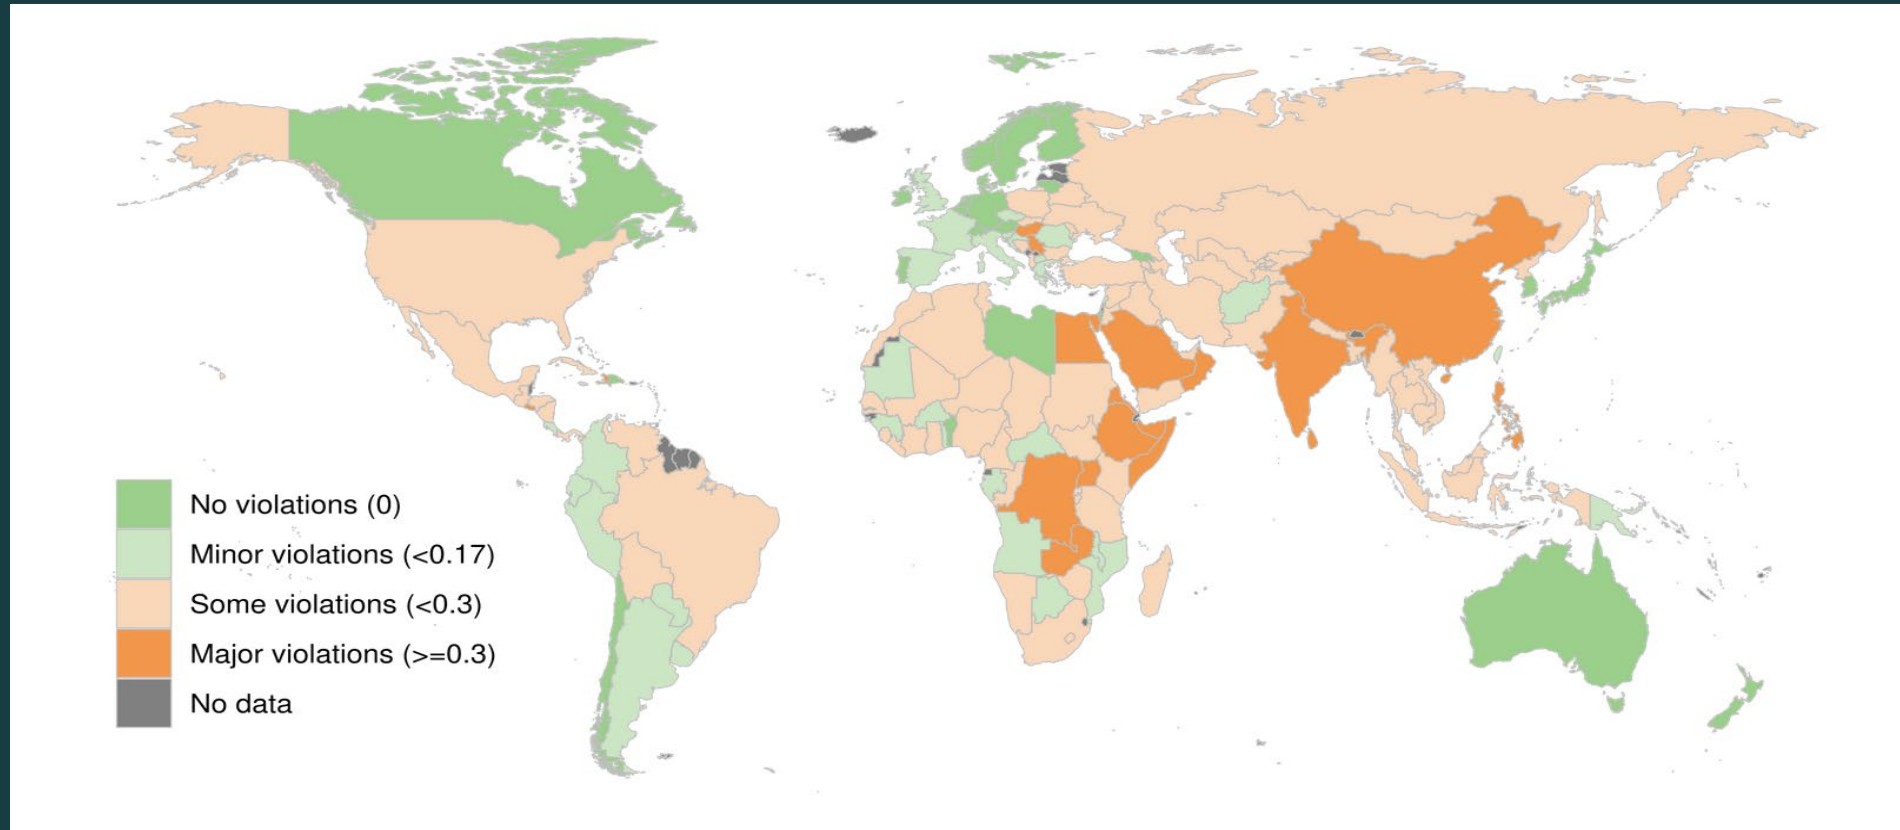 No violations (0)
Minor violations (<0.17)
Some violations (<0.3)
Major violations (>=0.3)
No data